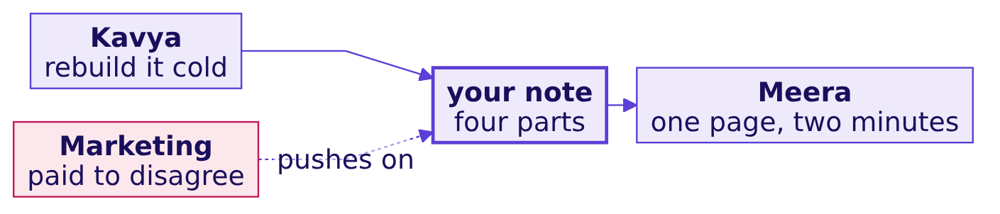 Kavya
rebuild it cold
Marketing
paid to disagree
pushes on
your note
four parts
Meera
one page, two minutes